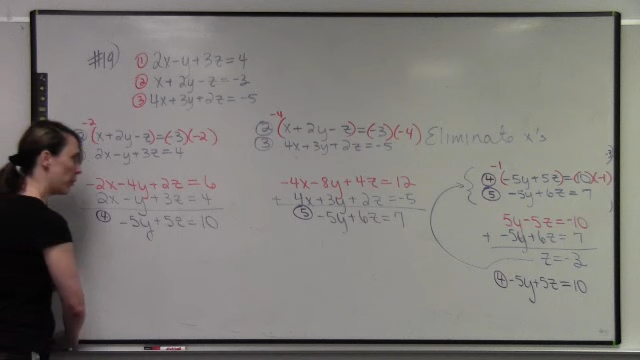 #19)
① 2x-y+3z=4
② x+2y-z=-3
③ 4x+3y+2z=-5
-2(x+2y-z)=(-3)(-2)
2x-y+3z=4
-2x-4y+2z=6
2x-y+3z=4
④ -5y+5z=10
② -4(x+2y-z)=(-3)(-4)
③ 4x+3y+2z=-5
-4x-8y+4z=12
+ 4x+3y+2z=-5
⑤ -5y+6z=7
Eliminate x's
④ -1(-5y+5z)=(10)(-1)
⑤ -5y+6z=7
5y-5z=-10
+ -5y+6z=7
z=-3
④ -5y+5z=10